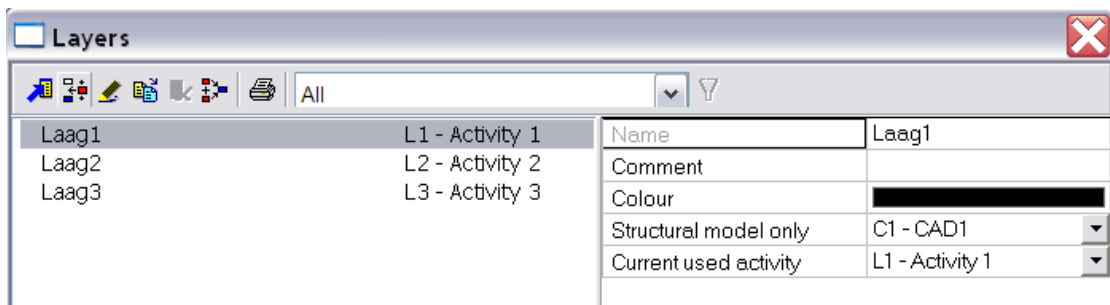 Layers
All
Laag1 L1 - Activity 1
Laag2 L2 - Activity 2
Laag3 L3 - Activity 3
Name Laag1
Comment
Colour
Structural model only C1 - CAD1
Current used activity L1 - Activity 1